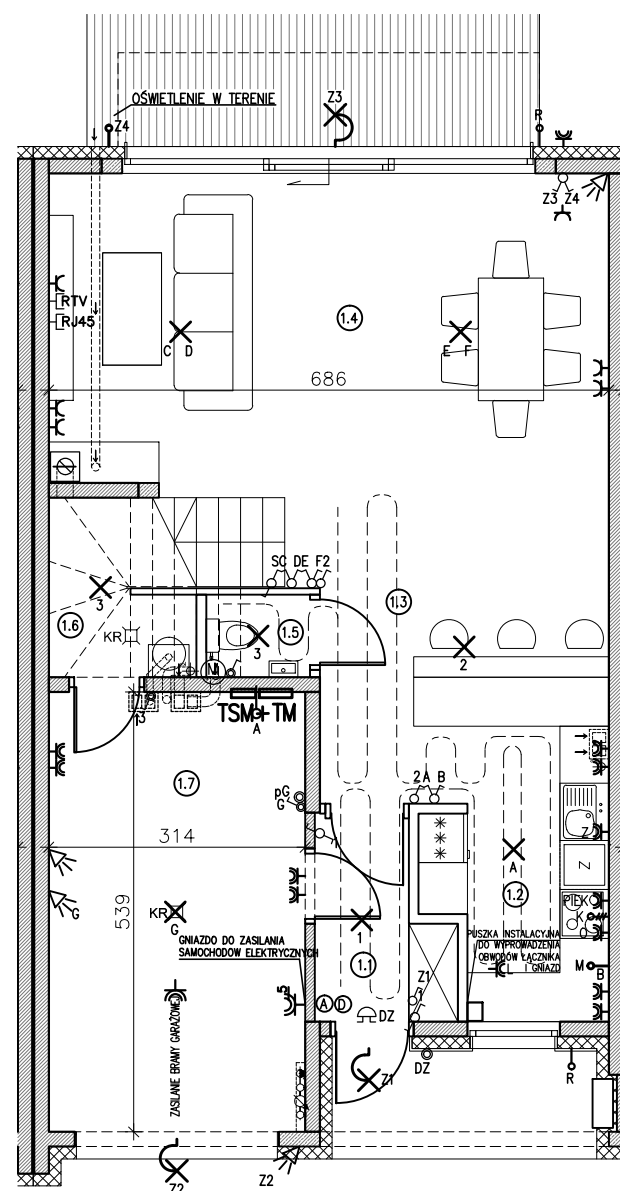 OŚWIETLENIE W TERENIE
Z3
R
Z4
Z3 Z4
RTV
RJ45
1.4
C D
E F
686
SC DE F2
1.3
3
1.6
KR
1.5
3
2
M
3
TSM+TM
A
1.7
pG
G
2A B
314
Z
A
Z
1.2
539
KR
G
G
PIEK
K
O
1
GNIAZDO DO ZASILANIA
SAMOCHODÓW ELEKTRYCZNYCH
PUSZKA INSTALACYJNA
DO WYPROWADZENIA
OBWODÓW ŁĄCZNIKA
I GNIAZD
L
1.1
M
B
Z1
A D
DZ
ZASILANIE BRAMY GARAŻOWEJ
DZ
Z1
R
Z2
Z2